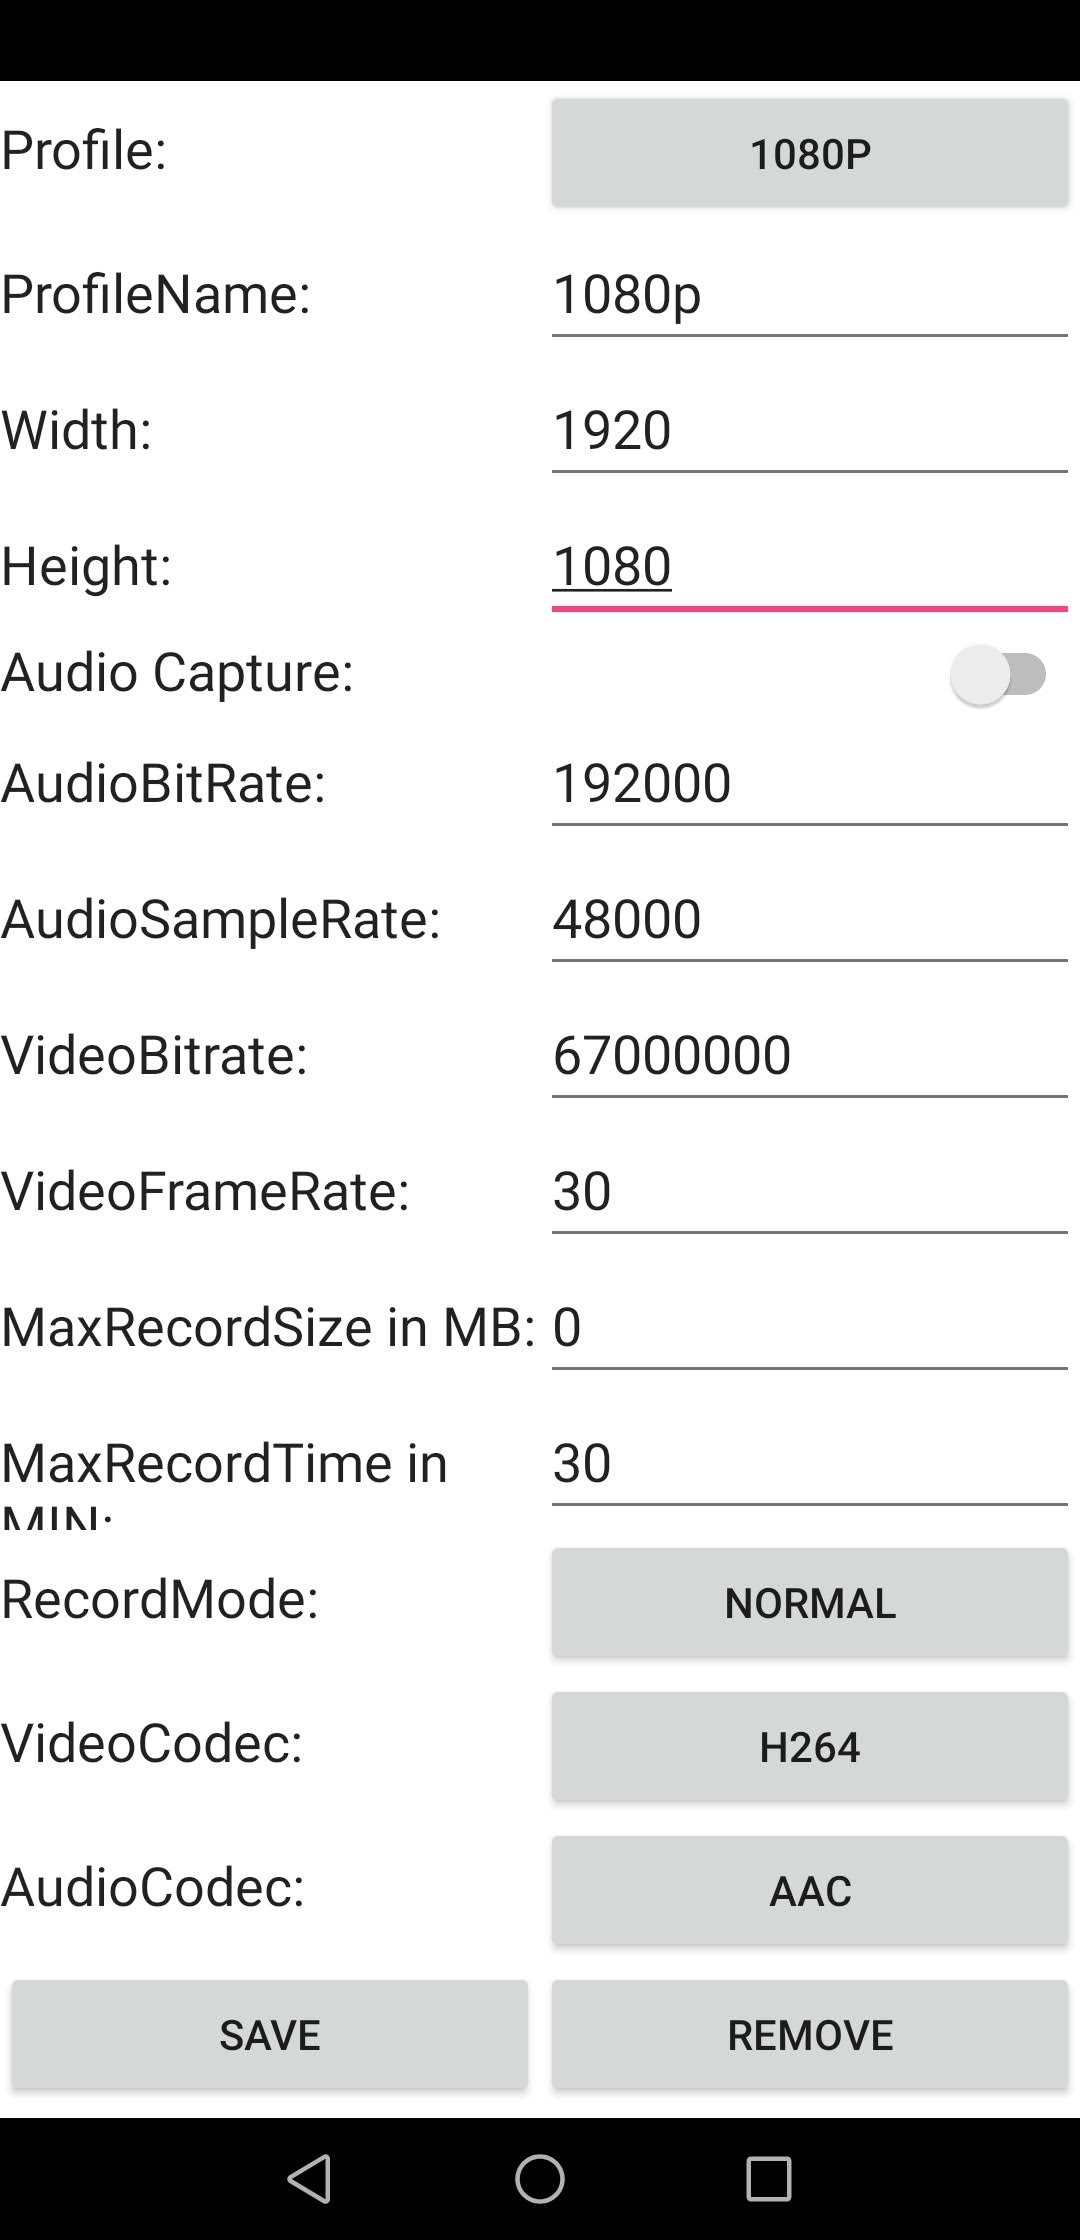 Profile: 1080P
ProfileName: 1080p
Width: 1920
Height: 1080
Audio Capture:
AudioBitRate: 192000
AudioSampleRate: 48000
VideoBitrate: 67000000
VideoFrameRate: 30
MaxRecordSize in MB: 0
MaxRecordTime in 30
MIN:
RecordMode: NORMAL
VideoCodec: H264
AudioCodec: AAC
SAVE REMOVE